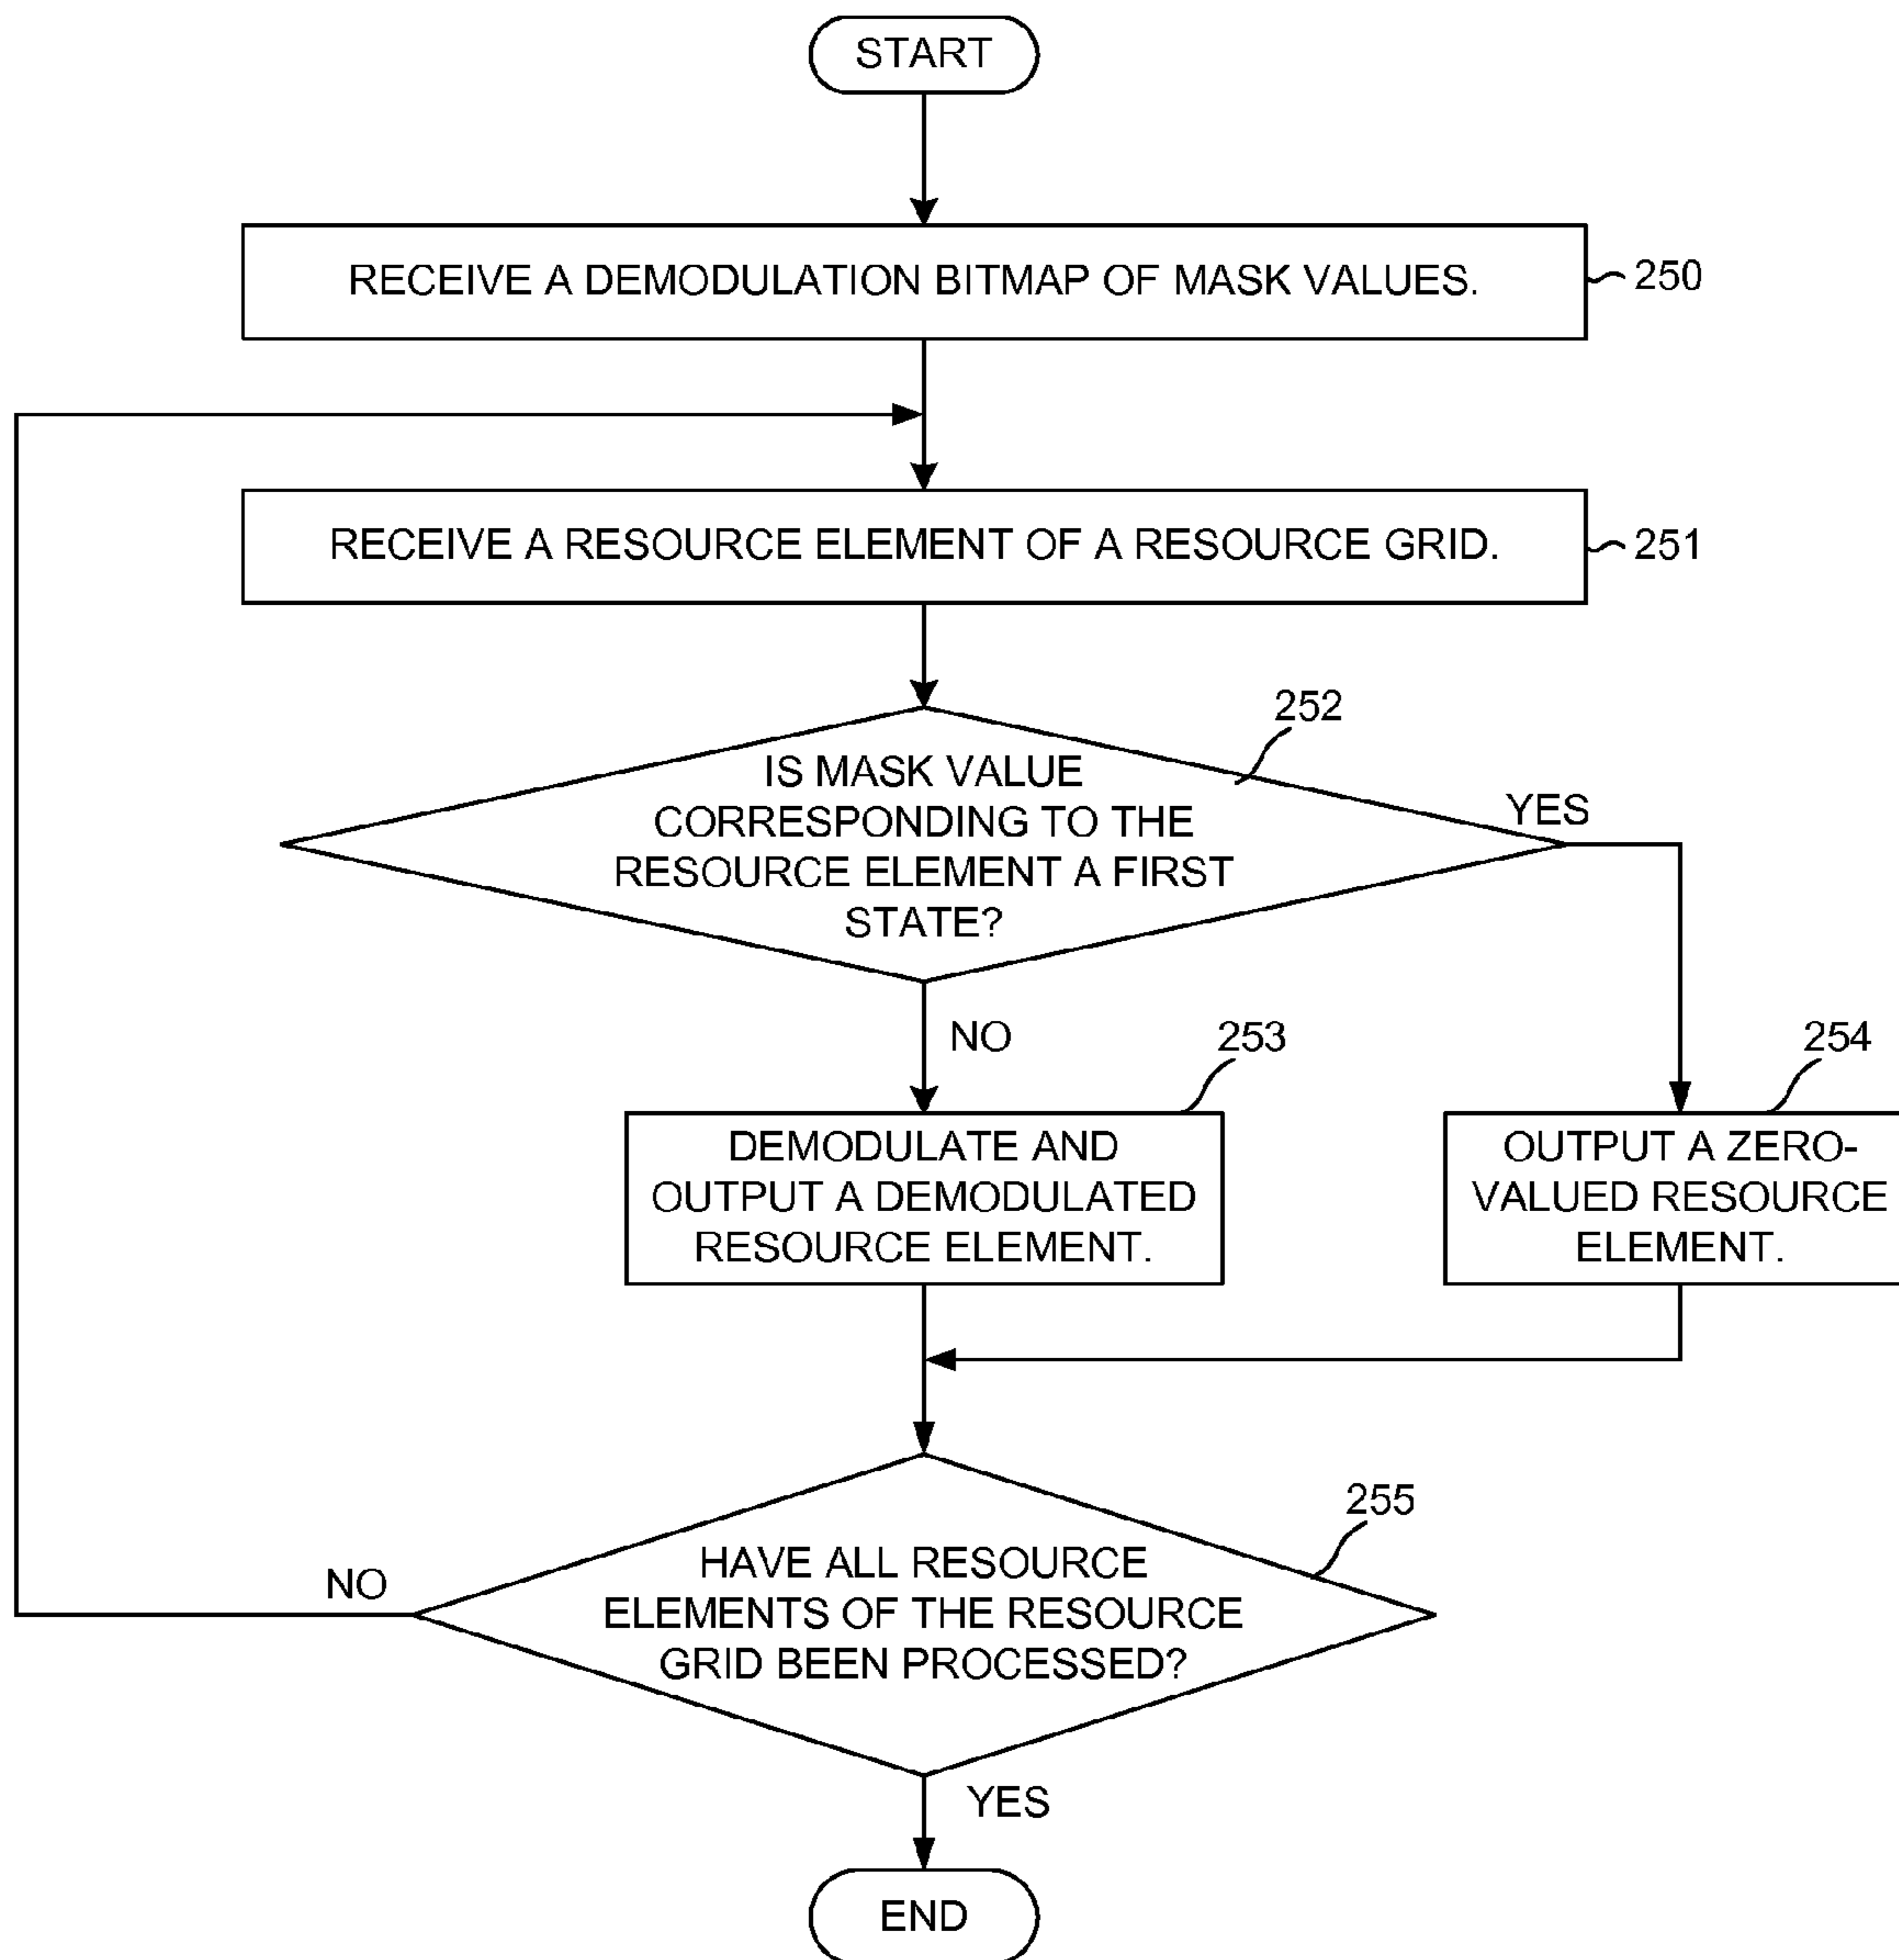 START
RECEIVE A DEMODULATION BITMAP OF MASK VALUES.
250
RECEIVE A RESOURCE ELEMENT OF A RESOURCE GRID.
251
252
IS MASK VALUE
CORRESPONDING TO THE
RESOURCE ELEMENT A FIRST
STATE?
YES
NO
253
254
DEMODULATE AND
OUTPUT A DEMODULATED
RESOURCE ELEMENT.
OUTPUT A ZERO-
VALUED RESOURCE
ELEMENT.
255
HAVE ALL RESOURCE
ELEMENTS OF THE RESOURCE
GRID BEEN PROCESSED?
NO
YES
END